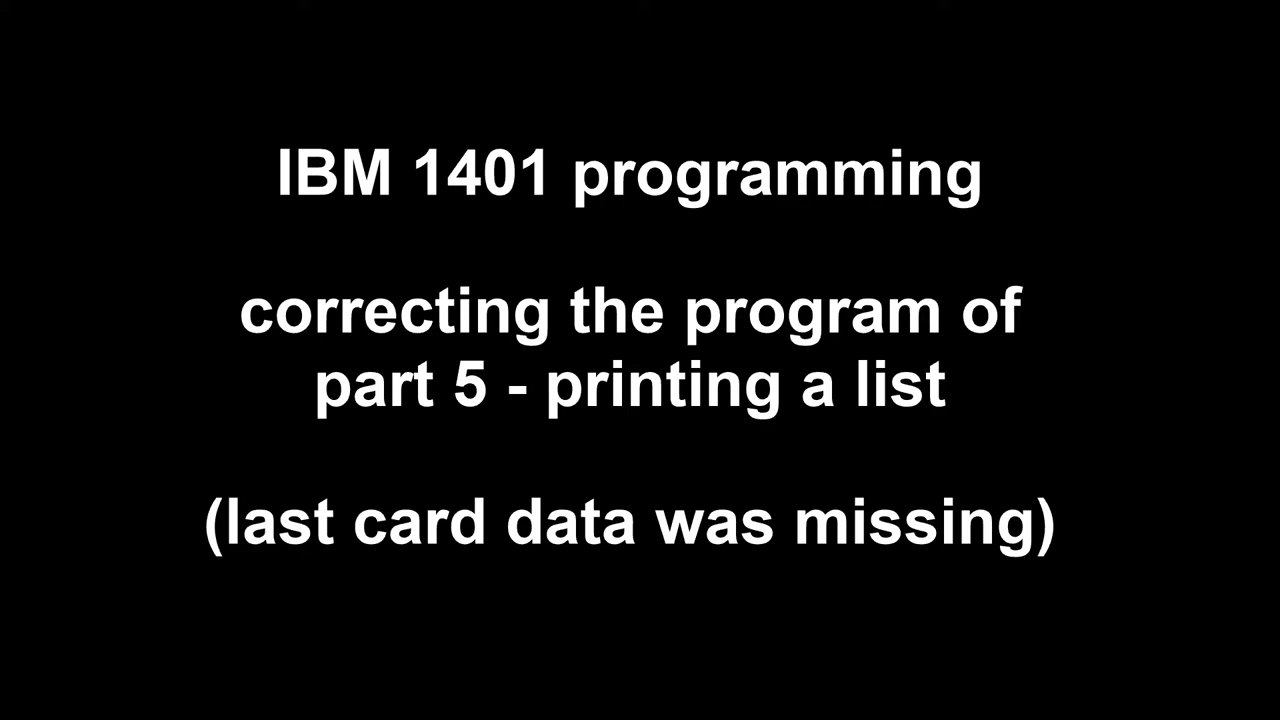 IBM 1401 programming
correcting the program of
part 5 - printing a list
(last card data was missing)